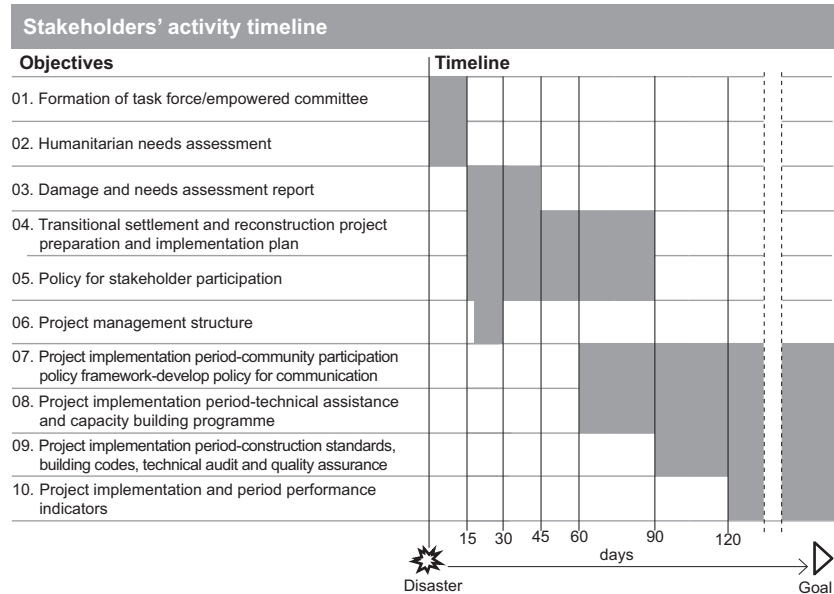 Stakeholders’ activity timeline
Objectives
Timeline
01. Formation of task force/empowered committee
02. Humanitarian needs assessment
03. Damage and needs assessment report
04. Transitional settlement and reconstruction project
preparation and implementation plan
05. Policy for stakeholder participation
06. Project management structure
07. Project implementation period-community participation
policy framework-develop policy for communication
08. Project implementation period-technical assistance
and capacity building programme
09. Project implementation period-construction standards,
building codes, technical audit and quality assurance
10. Project implementation and period performance
indicators
15 30 45 60 90 120
days
Disaster
Goal